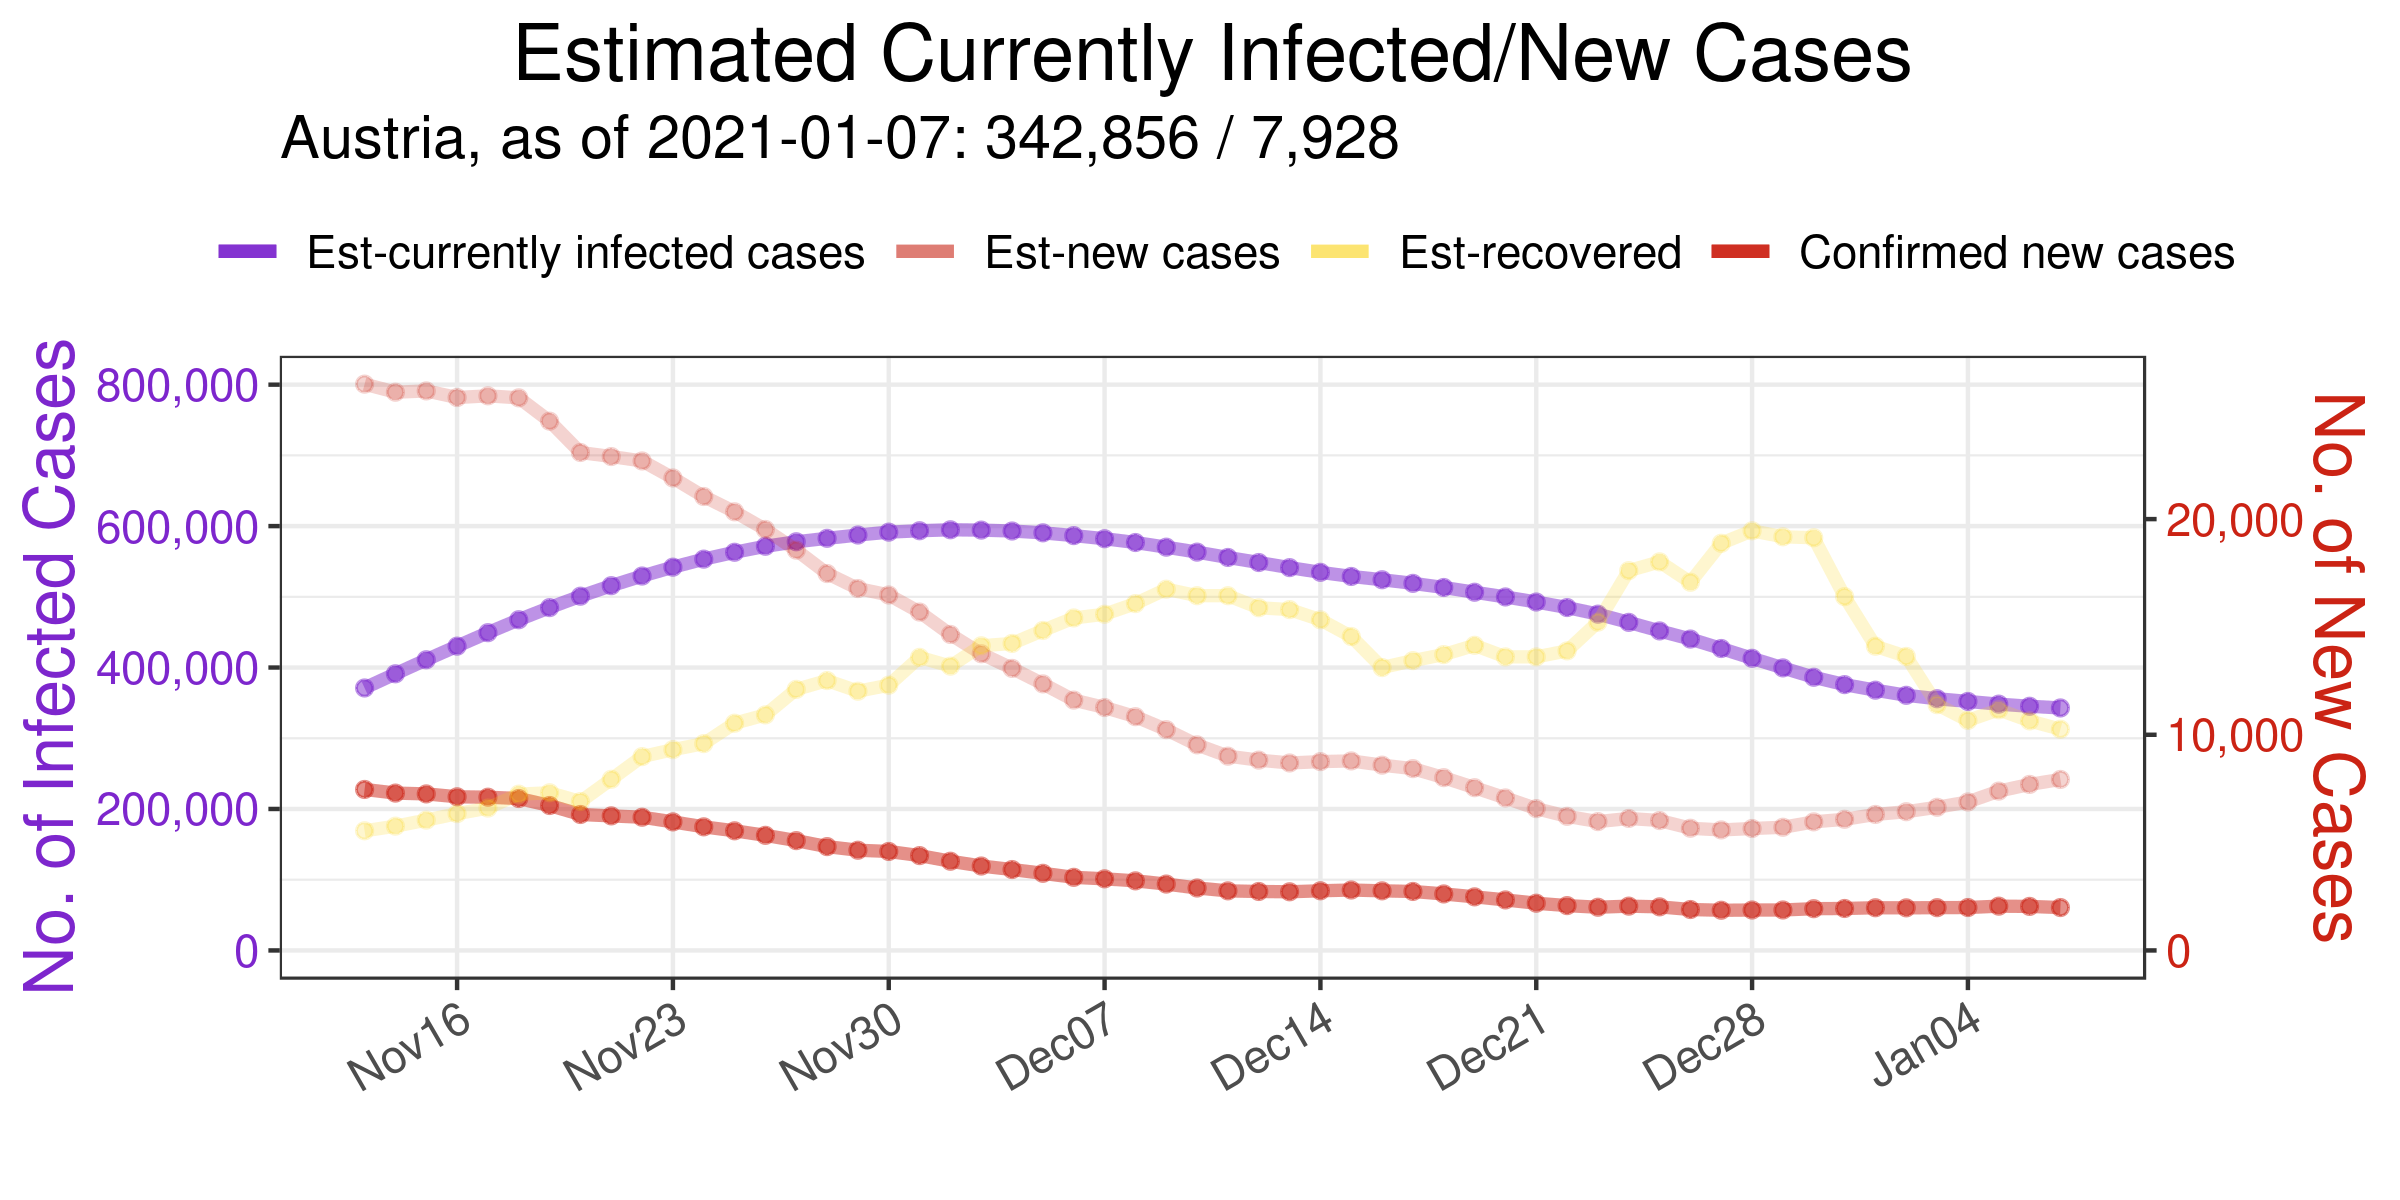 Estimated Currently Infected/New Cases
Austria, as of 2021-01-07: 342,856 / 7,928
Est-currently infected cases Est-new cases Est-recovered Confirmed new cases
No. of Infected Cases
800,000
600,000
400,000
200,000
0
No. of New Cases
20,000
10,000
0
Nov16 Nov23 Nov30 Dec07 Dec14 Dec21 Dec28 Jan04